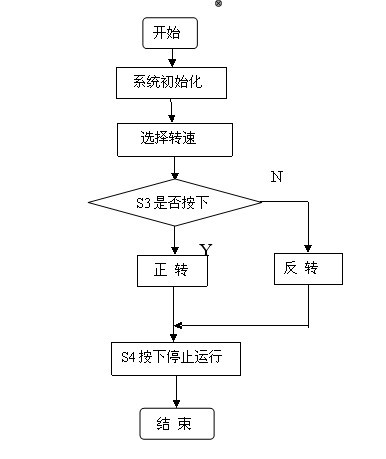 开始
系统初始化
选择转速
S3是否按下
N
Y
正 转
反 转
S4按下停止运行
结 束